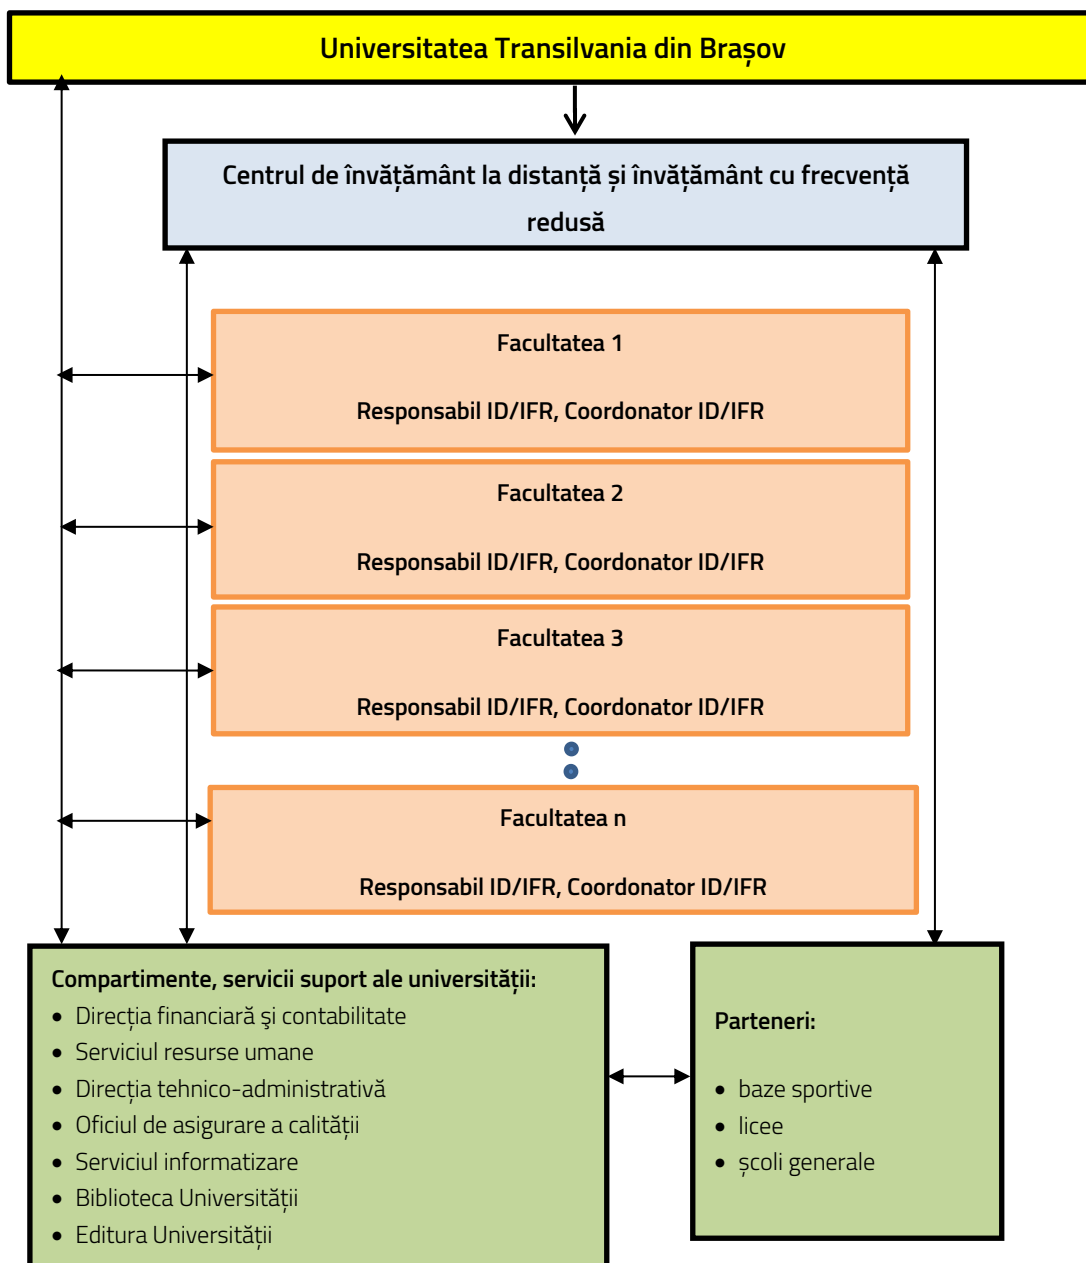 Universitatea Transilvania din Brașov
Centrul de învățământ la distanță și învățământ cu frecvență
redusă
Facultatea 1
Responsabil ID/IFR, Coordonator ID/IFR
Facultatea 2
Responsabil ID/IFR, Coordonator ID/IFR
Facultatea 3
Responsabil ID/IFR, Coordonator ID/IFR
Facultatea n
Responsabil ID/IFR, Coordonator ID/IFR
Compartimente, servicii suport ale universității:
• Direcția financiară şi contabilitate
• Serviciul resurse umane
• Direcția tehnico-administrativă
• Oficiul de asigurare a calității
• Serviciul informatizare
• Biblioteca Universității
• Editura Universității
Parteneri:
• baze sportive
• licee
• școli generale